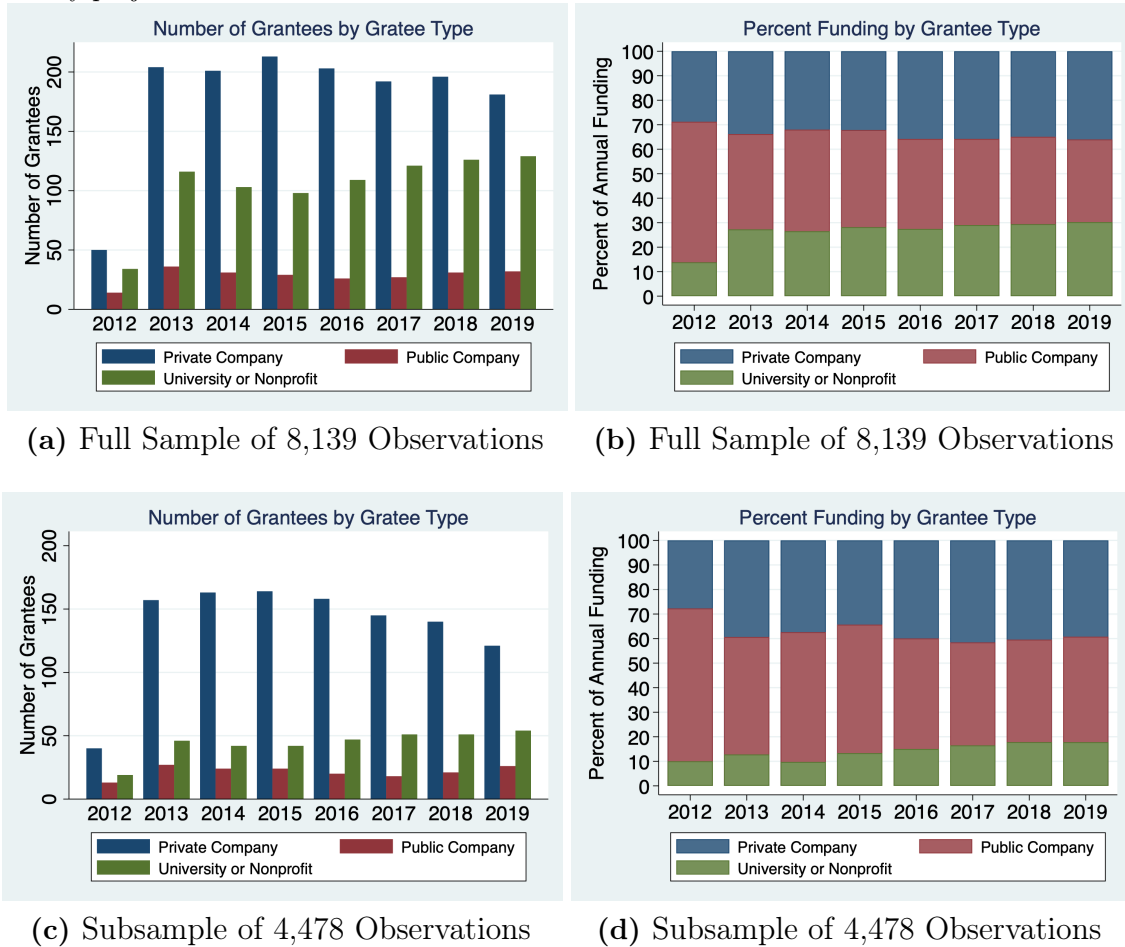 Number of Grantees by Gratee Type
Number of Grantees
0 50 100 150 200
2012 2013 2014 2015 2016 2017 2018 2019
Private Company Public Company
University or Nonprofit
Percent Funding by Grantee Type
Percent of Annual Funding
100
90
80
70
60
50
40
30
20
10
0
2012 2013 2014 2015 2016 2017 2018 2019
Private Company Public Company
University or Nonprofit
(a) Full Sample of 8,139 Observations
(b) Full Sample of 8,139 Observations
Number of Grantees by Gratee Type
Number of Grantees
0 50 100 150 200
2012 2013 2014 2015 2016 2017 2018 2019
Private Company Public Company
University or Nonprofit
Percent Funding by Grantee Type
Percent of Annual Funding
100
90
80
70
60
50
40
30
20
10
0
2012 2013 2014 2015 2016 2017 2018 2019
Private Company Public Company
University or Nonprofit
(c) Subsample of 4,478 Observations
(d) Subsample of 4,478 Observations